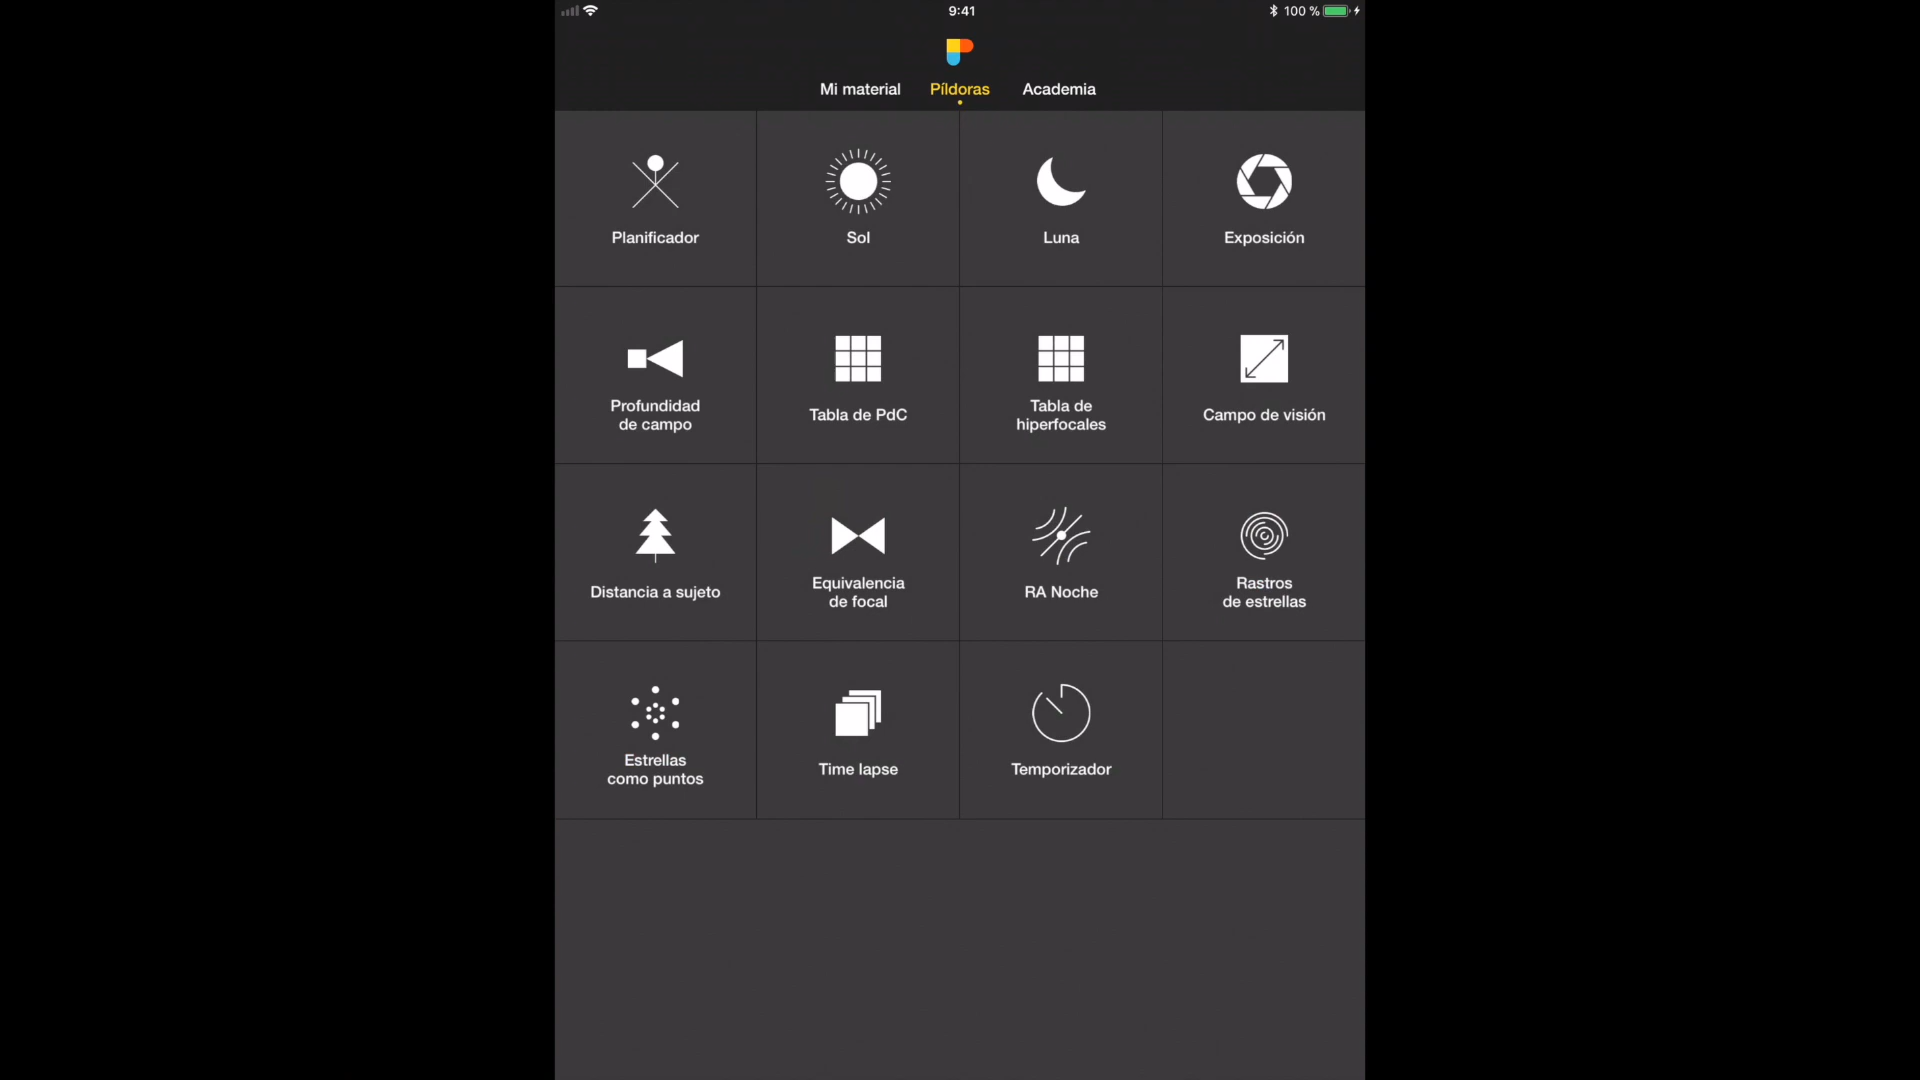 9:41
100 %
Mi material
Píldoras
Academia
Planificador
Sol
Luna
Exposición
Profundidad
de campo
Tabla de PdC
Tabla de
hiperfocales
Campo de visión
Distancia a sujeto
Equivalencia
de focal
RA Noche
Rastros
de estrellas
Estrellas
como puntos
Time lapse
Temporizador